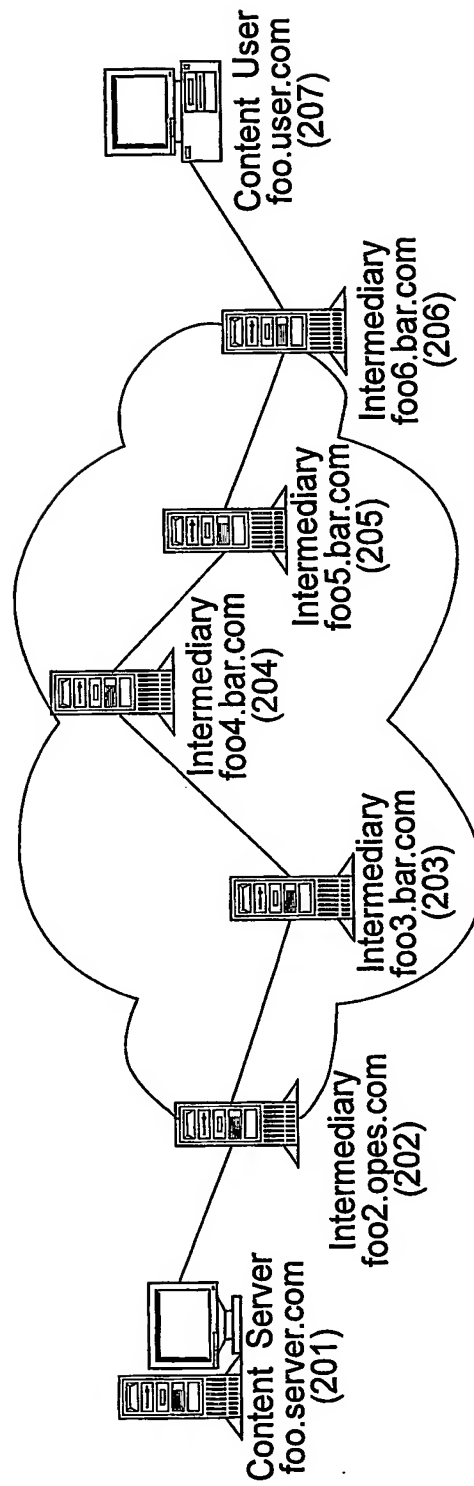 Content Server
foo.server.com
(201)
Intermediary
foo2.opes.com
(202)
Intermediary
foo3.bar.com
(203)
Intermediary
foo4.bar.com
(204)
Intermediary
foo5.bar.com
(205)
Intermediary
foo6.bar.com
(206)
Content User
foo.user.com
(207)